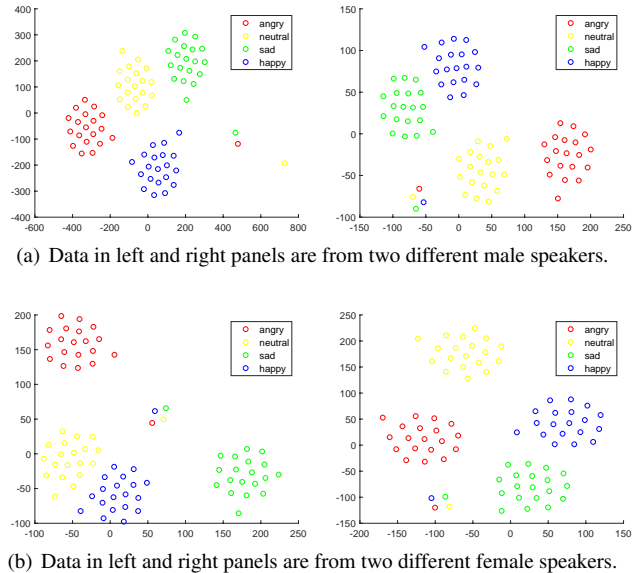 400
300
200
100
0
-100
-200
-300
-400
-600 -400 -200 0 200 400 600 800
angry
neutral
sad
happy
150
100
50
0
-50
-100
-150 -100 -50 0 50 100 150 200 250
angry
neutral
sad
happy
(a) Data in left and right panels are from two different male speakers.
200
150
100
50
0
-50
-100
-100 -50 0 50 100 150 200 250
angry
neutral
sad
happy
250
200
150
100
50
0
-50
-100
-150
-200 -150 -100 -50 0 50 100 150
angry
neutral
sad
happy
(b) Data in left and right panels are from two different female speakers.